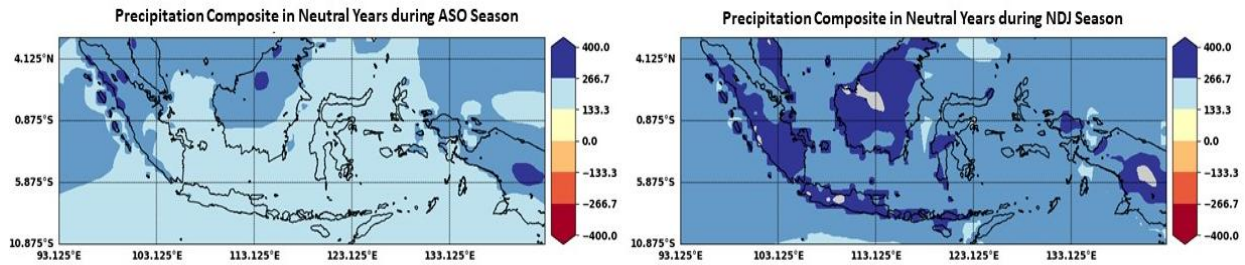 Precipitation Composite in Neutral Years during ASO Season
4.125°N
0.875°S
5.875°S
10.875°S
93.125°E 103.125°E 113.125°E 123.125°E 133.125°E
400.0
266.7
133.3
0.0
−133.3
−266.7
−400.0
Precipitation Composite in Neutral Years during NDJ Season
4.125°N
0.875°S
5.875°S
10.875°S
93.125°E 103.125°E 113.125°E 123.125°E 133.125°E
400.0
266.7
133.3
0.0
−133.3
−266.7
−400.0